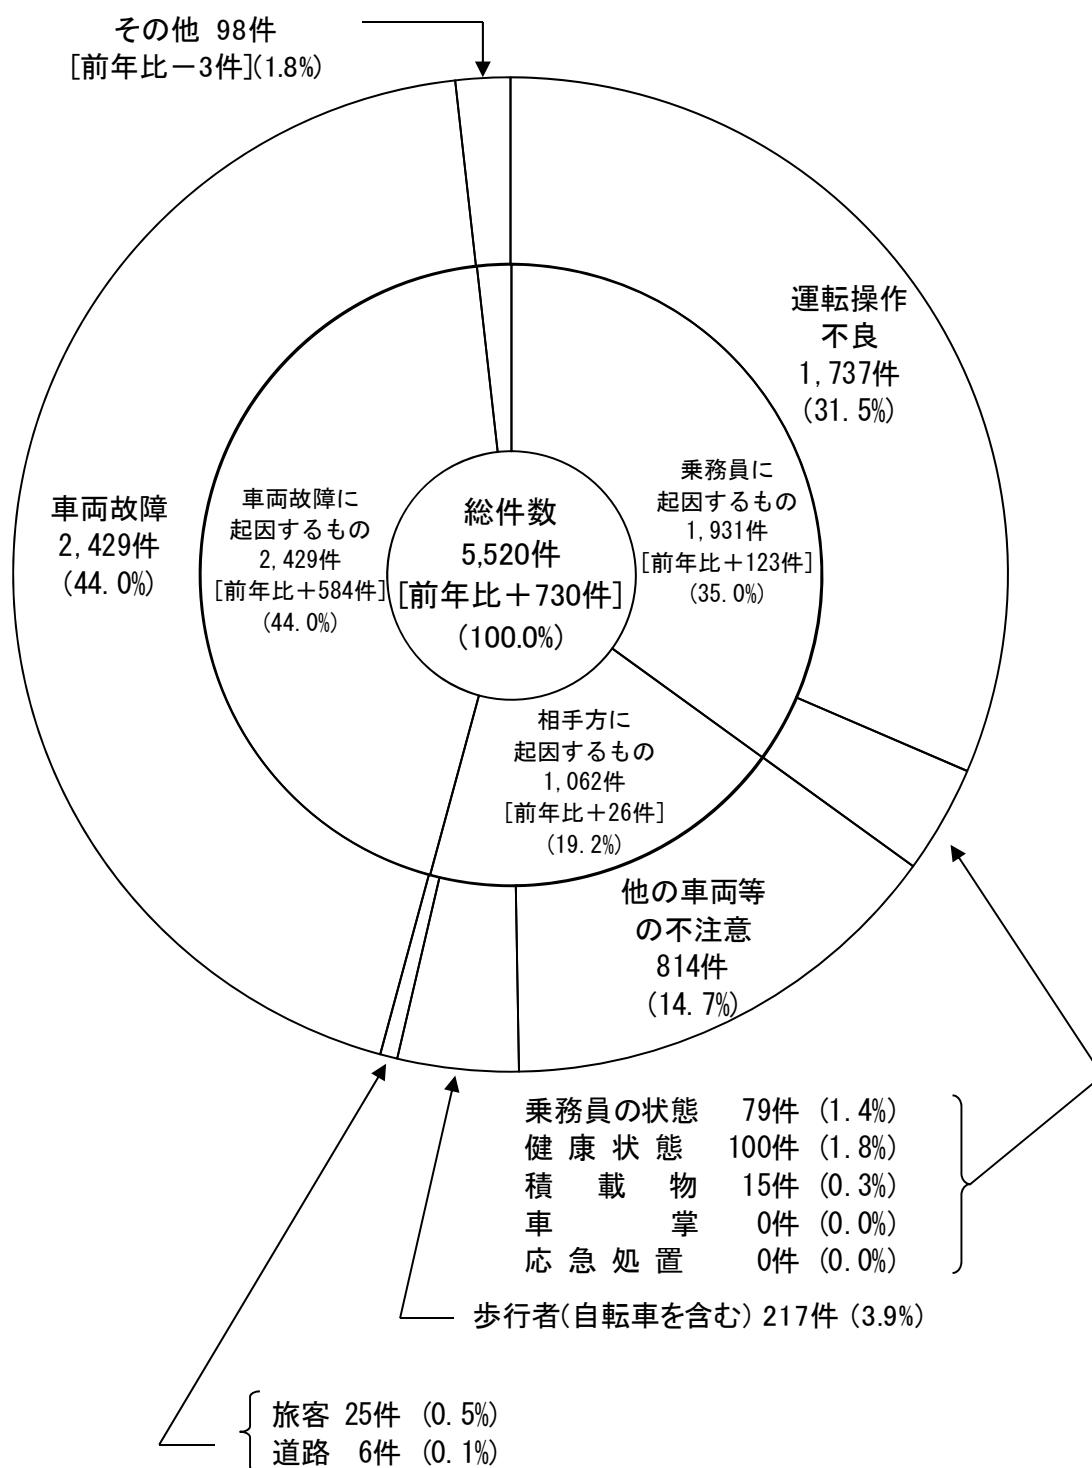 その他 98件
[前年比－3件](1.8%)
運転操作
不良
1,737件
(31.5%)
乗務員に
起因するもの
1,931件
[前年比＋123件]
(35.0%)
総件数
5,520件
[前年比＋730件]
(100.0%)
車両故障に
起因するもの
2,429件
[前年比＋584件]
(44.0%)
車両故障
2,429件
(44.0%)
相手方に
起因するもの
1,062件
[前年比＋26件]
(19.2%)
他の車両等
の不注意
814件
(14.7%)
乗務員の状態 79件 (1.4%)
健康状態 100件 (1.8%)
積載物 15件 (0.3%)
車掌 0件 (0.0%)
応急処置 0件 (0.0%)
歩行者(自転車を含む) 217件 (3.9%)
旅客 25件 (0.5%)
道路 6件 (0.1%)